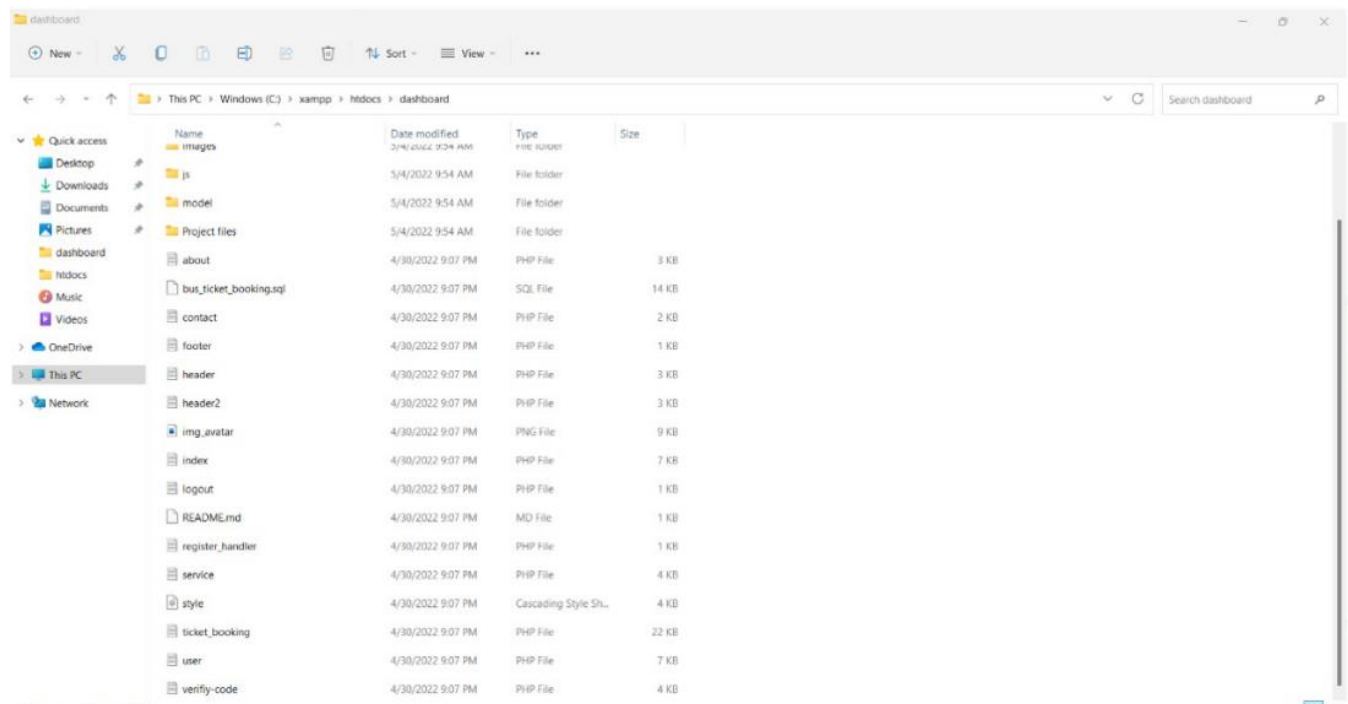 dashboard
New Sort View ...
This PC > Windows (C:) > xampp > htdocs > dashboard Search dashboard
Name Date modified Type Size
Quick access
Desktop
Downloads
Documents
Pictures
dashboard
htdocs
Music
Videos
OneDrive
This PC
Network
images 5/4/2022 9:54 AM File folder
js 5/4/2022 9:54 AM File folder
model 5/4/2022 9:54 AM File folder
Project files 5/4/2022 9:54 AM File folder
about 4/30/2022 9:07 PM PHP File 3 KB
bus_ticket_booking.sql 4/30/2022 9:07 PM SQL File 14 KB
contact 4/30/2022 9:07 PM PHP File 2 KB
footer 4/30/2022 9:07 PM PHP File 1 KB
header 4/30/2022 9:07 PM PHP File 3 KB
header2 4/30/2022 9:07 PM PHP File 3 KB
img_avatar 4/30/2022 9:07 PM PNG File 9 KB
index 4/30/2022 9:07 PM PHP File 7 KB
logout 4/30/2022 9:07 PM PHP File 1 KB
README.md 4/30/2022 9:07 PM MD File 1 KB
register_handler 4/30/2022 9:07 PM PHP File 1 KB
service 4/30/2022 9:07 PM PHP File 4 KB
style 4/30/2022 9:07 PM Cascading Style Sh... 4 KB
ticket_booking 4/30/2022 9:07 PM PHP File 22 KB
user 4/30/2022 9:07 PM PHP File 7 KB
verifiy-code 4/30/2022 9:07 PM PHP File 4 KB